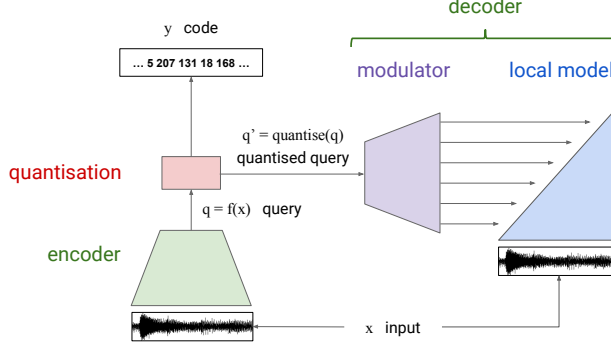 decoder
y code
... 5 207 131 18 168 ...
modulator
local model
q' = quantise(q)
quantised query
quantisation
q = f(x) query
encoder
x input